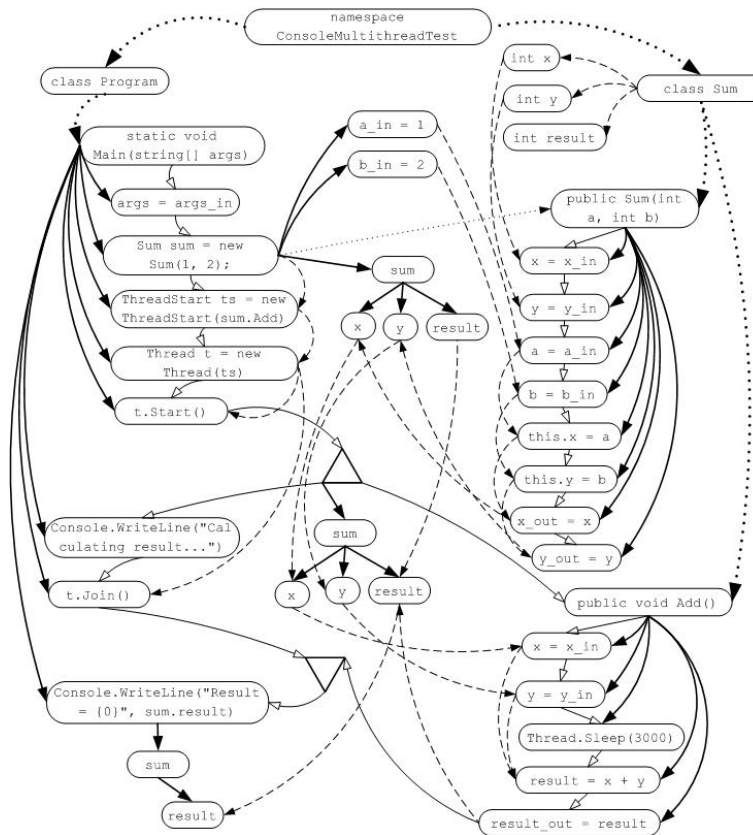 namespace
ConsoleMultithreadTest
class Program
int x
class Sum
int y
int result
static void
Main(string[] args)
a_in = 1
b_in = 2
args = args_in
public Sum(int
a, int b)
Sum sum = new
Sum(1, 2);
sum
x = x_in
ThreadStart ts = new
ThreadStart(sum.Add)
y = y_in
x
y
result
a = a_in
Thread t = new
Thread(ts)
b = b_in
t.Start()
this.x = a
this.y = b
x_out = x
Console.WriteLine("Cal
culating result...")
sum
y_out = y
t.Join()
x
y
result
public void Add()
x = x_in
Console.WriteLine("Result
= {0}", sum.result)
y = y_in
Thread.Sleep(3000)
sum
result = x + y
result
result_out = result